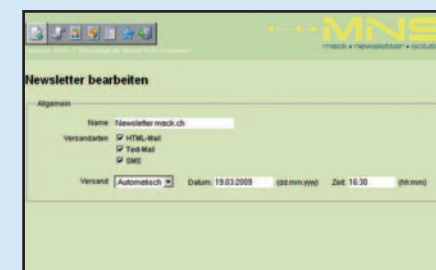 MNS
mack • newsletter • solution
Newsletter bearbeiten
Allgemein
Name Newsletter mack.ch
Versandarten HTML-Mail
Text-Mail
SMS
Versand Automatisch Datum: 19.03.2009 (dd.mm.yyyy) Zeit: 16:30 (hh:mm)